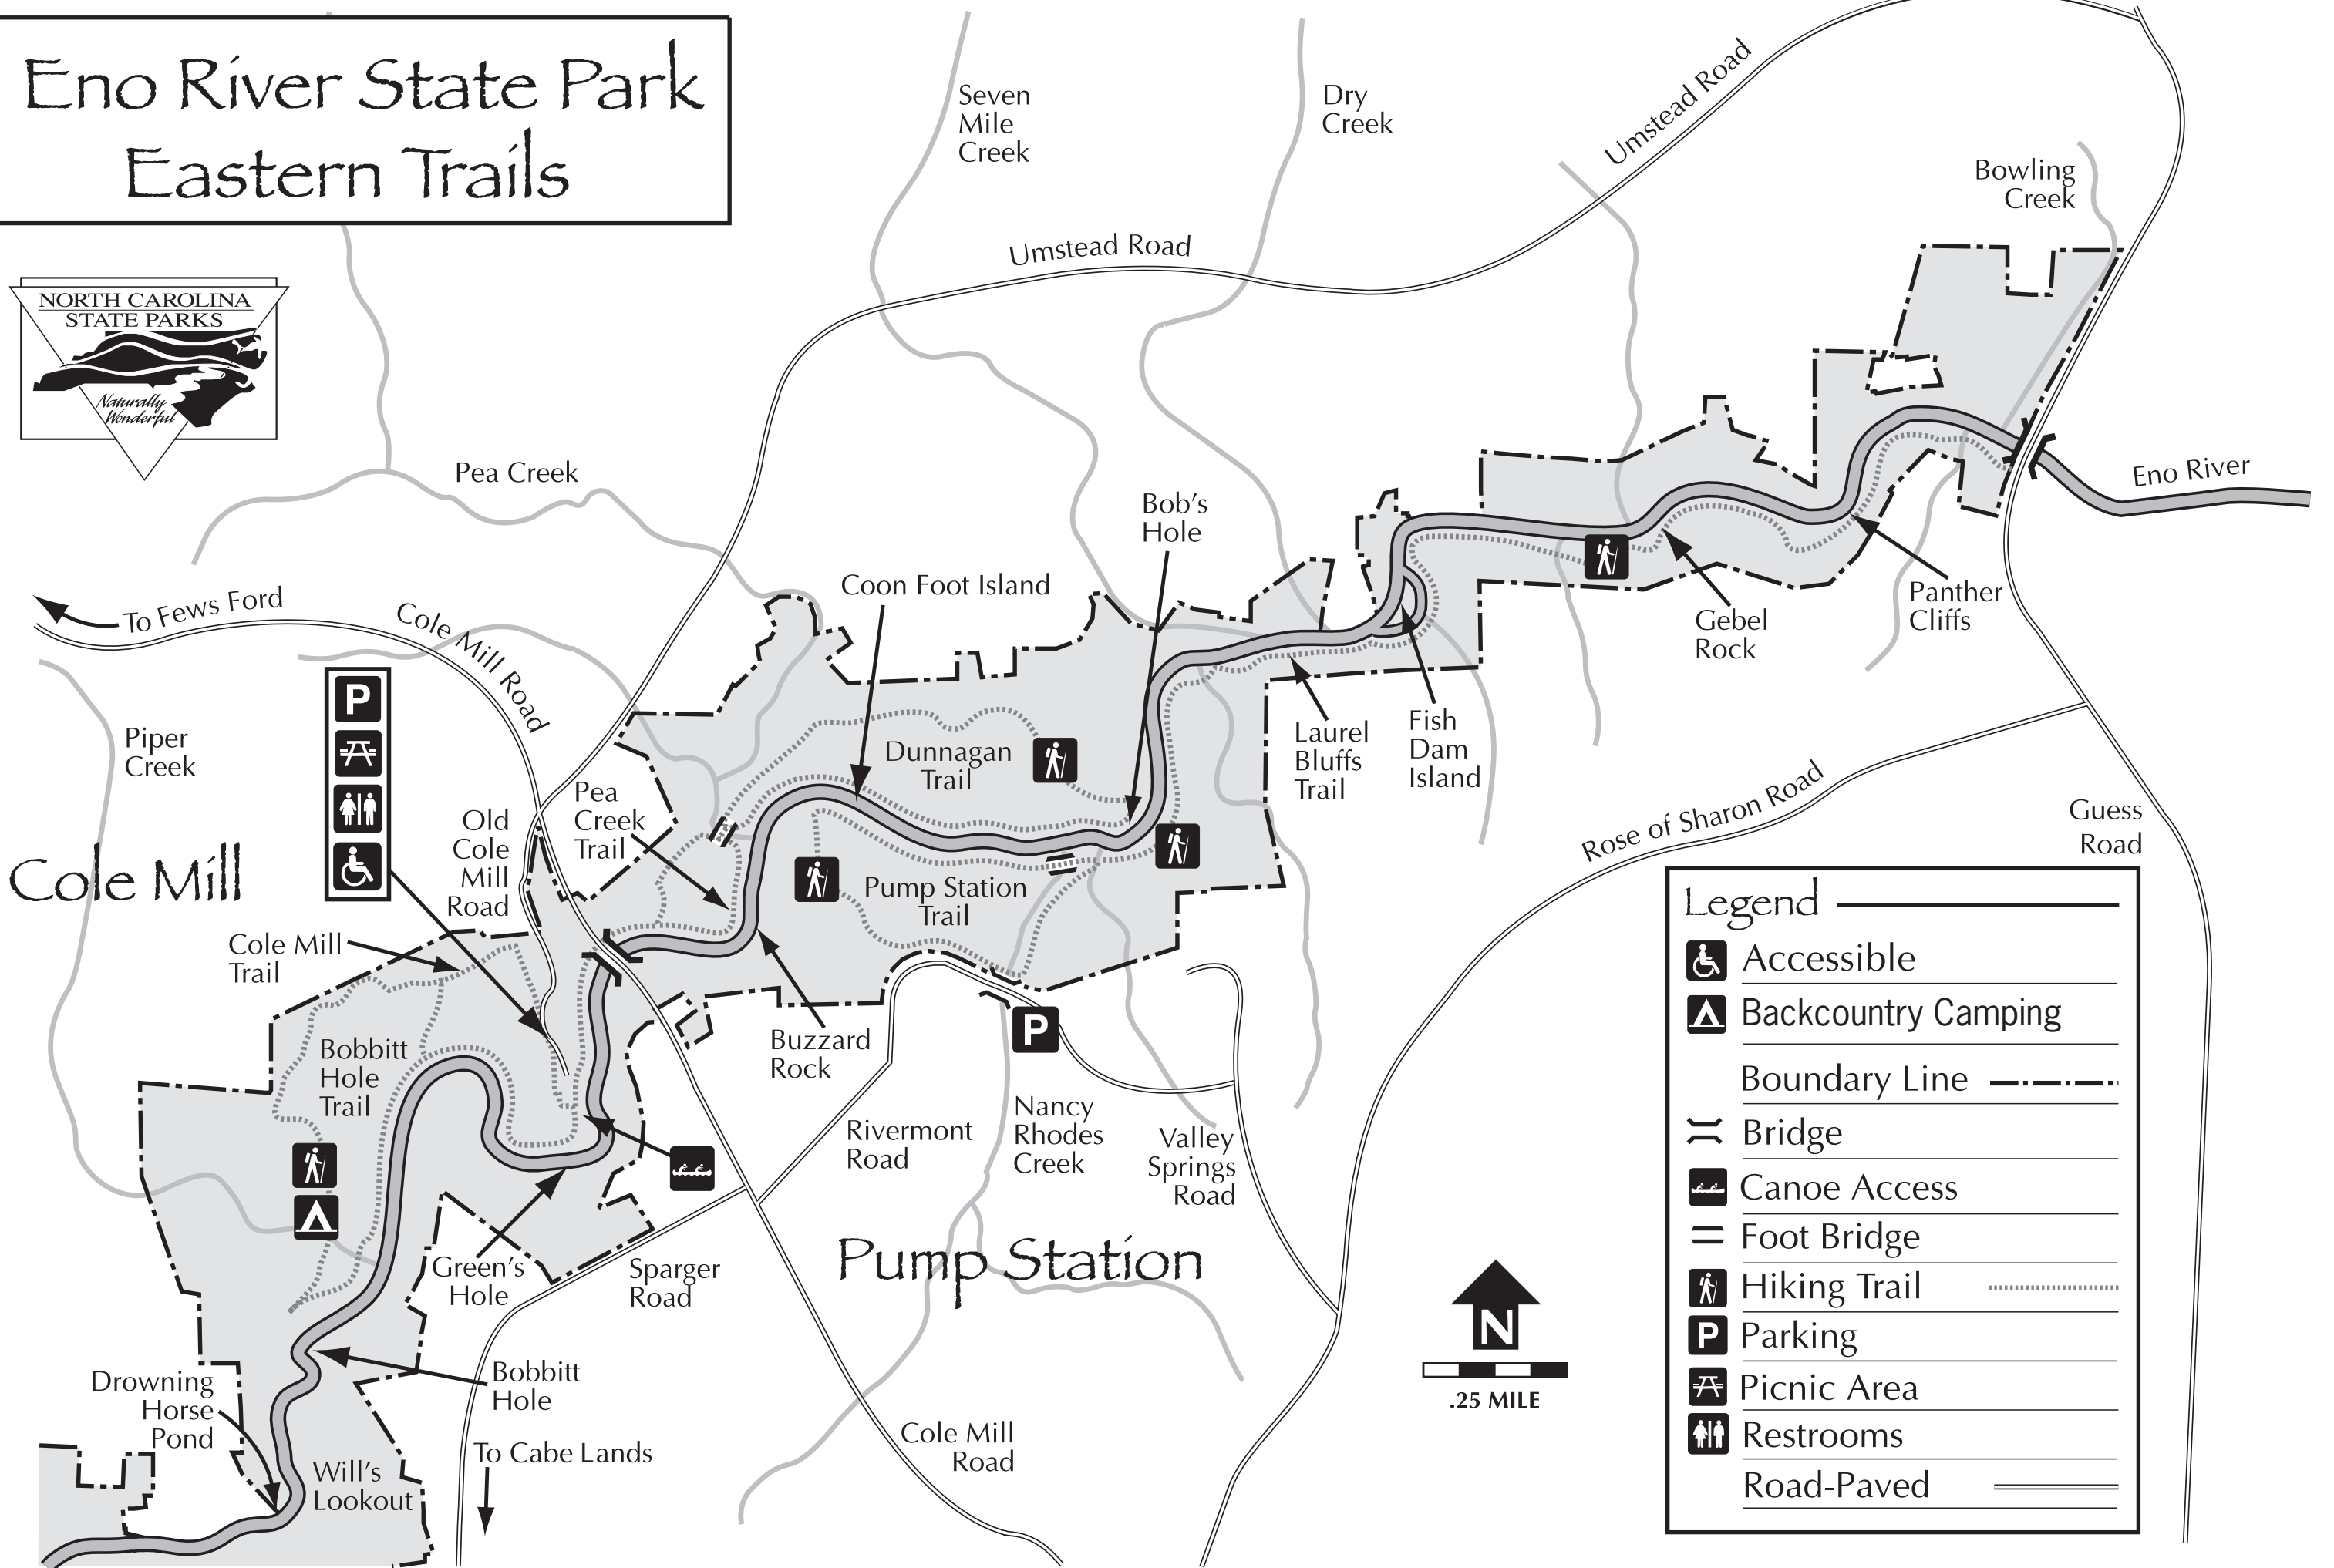 Eno River State Park
Eastern Trails
NORTH CAROLINA
STATE PARKS
Naturally
Wonderful
Seven
Mile
Creek
Dry
Creek
Umstead Road
Umstead Road
Bowling
Creek
Pea Creek
Eno River
Bob's
Hole
Coon Foot Island
To Fews Ford
Cole Mill Road
Panther
Cliffs
Gebel
Rock
Fish
Dam
Island
Laurel
Bluffs
Trail
Dunnagan
Trail
P
Piper
Creek
Pea
Creek
Trail
Old
Cole
Mill
Road
Rose of Sharon Road
Guess
Road
Cole Mill
Pump Station
Trail
Cole Mill
Trail
Buzzard
Rock
P
Bobbitt
Hole
Trail
Rivermont
Road
Nancy
Rhodes
Creek
Valley
Springs
Road
Green's
Hole
Sparger
Road
Pump Station
Bobbitt
Hole
Drowning
Horse
Pond
Will's
Lookout
To Cabe Lands
Cole Mill
Road
N
.25 MILE
Legend
Accessible
Backcountry Camping
Boundary Line
Bridge
Canoe Access
Foot Bridge
Hiking Trail
P Parking
Picnic Area
Restrooms
Road-Paved